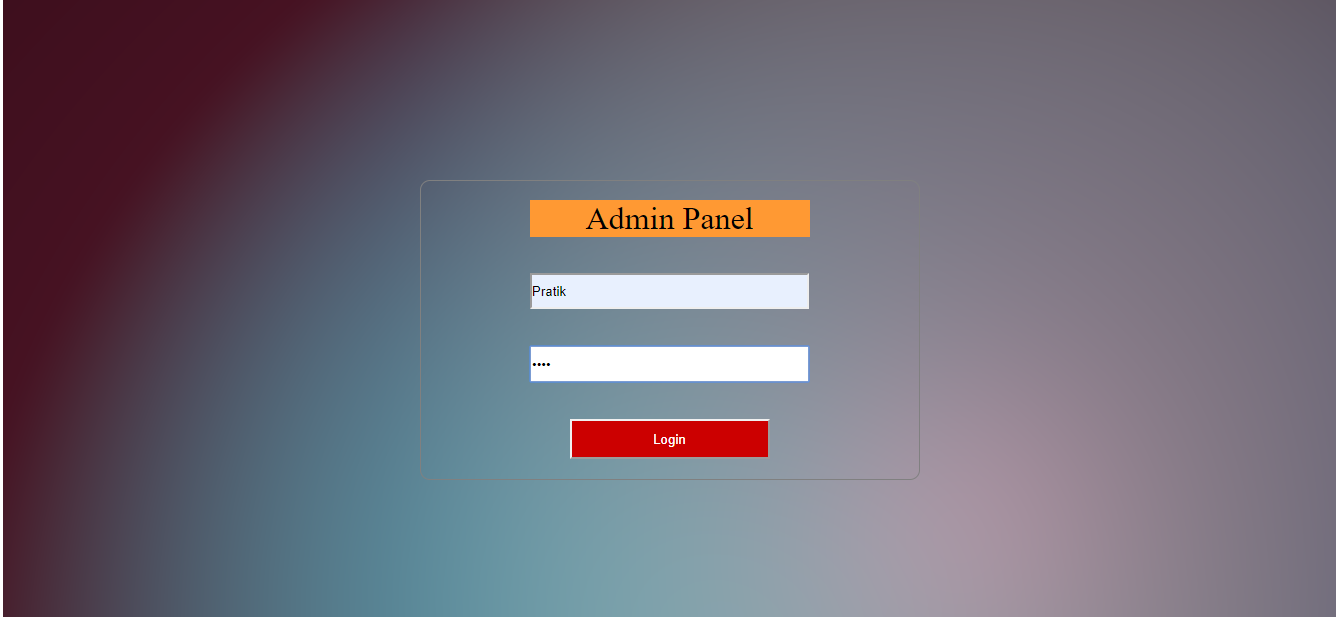 Admin Panel
Pratik
••••
Login